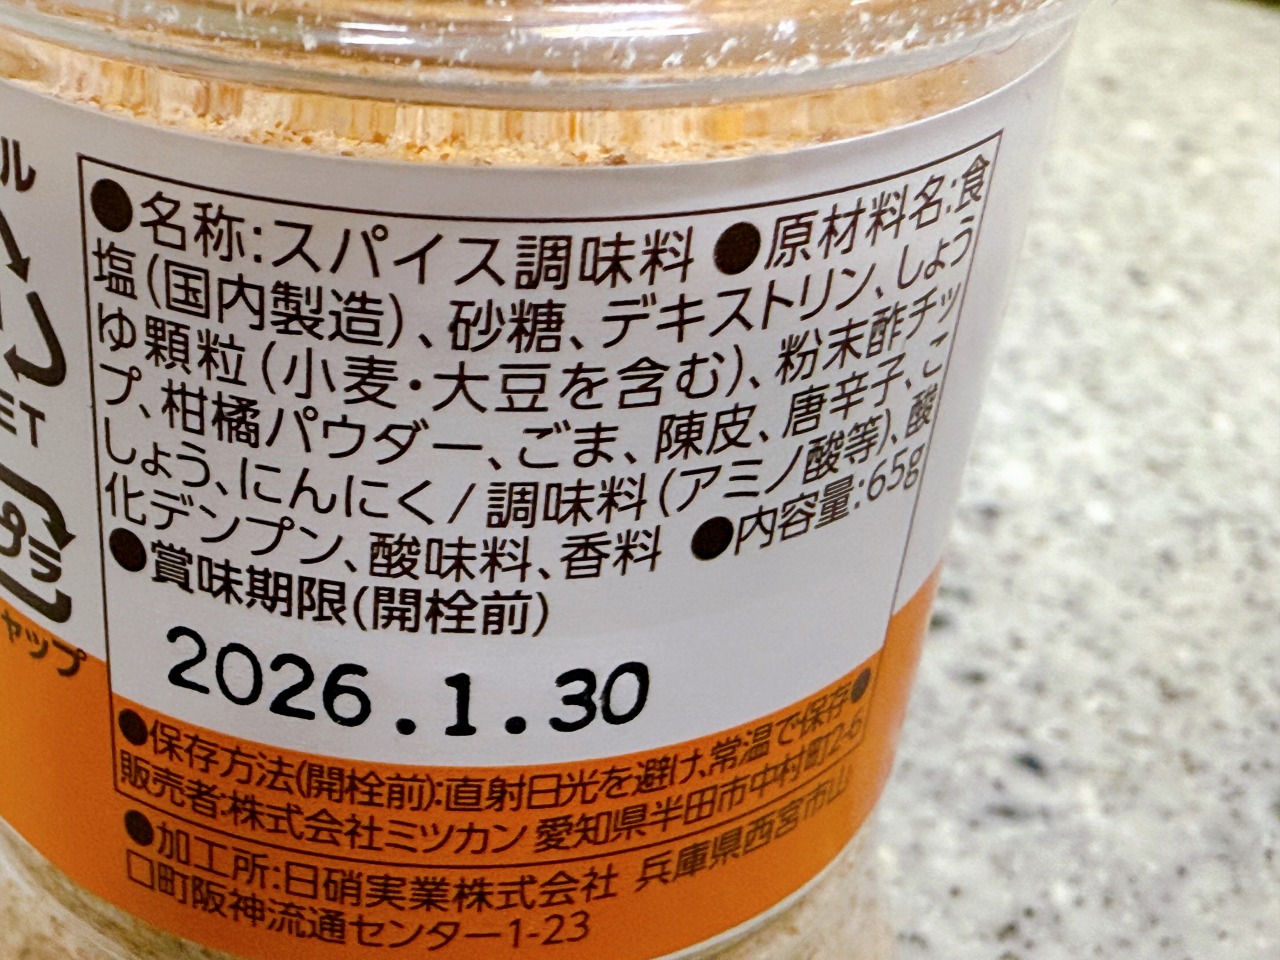 ル
ET
プラ
ャップ
●名称:スパイス調味料 ●原材料名:食
塩(国内製造)、砂糖、デキストリン、しょう
ゆ顆粒(小麦・大豆を含む)、粉末酢チッ
プ、柑橘パウダー、ごま、陳皮、唐辛子、こ
しょう、にんにく/調味料(アミノ酸等)、酸
化デンプン、酸味料、香料 ●内容量:65g
●賞味期限(開栓前)
2026.1.30
●保存方法(開栓前):直射日光を避け、常温で保存●
販売者:株式会社ミツカン 愛知県半田市中村町2-6
●加工所:日硝実業株式会社 兵庫県西宮市山
口町阪神流通センター1-23